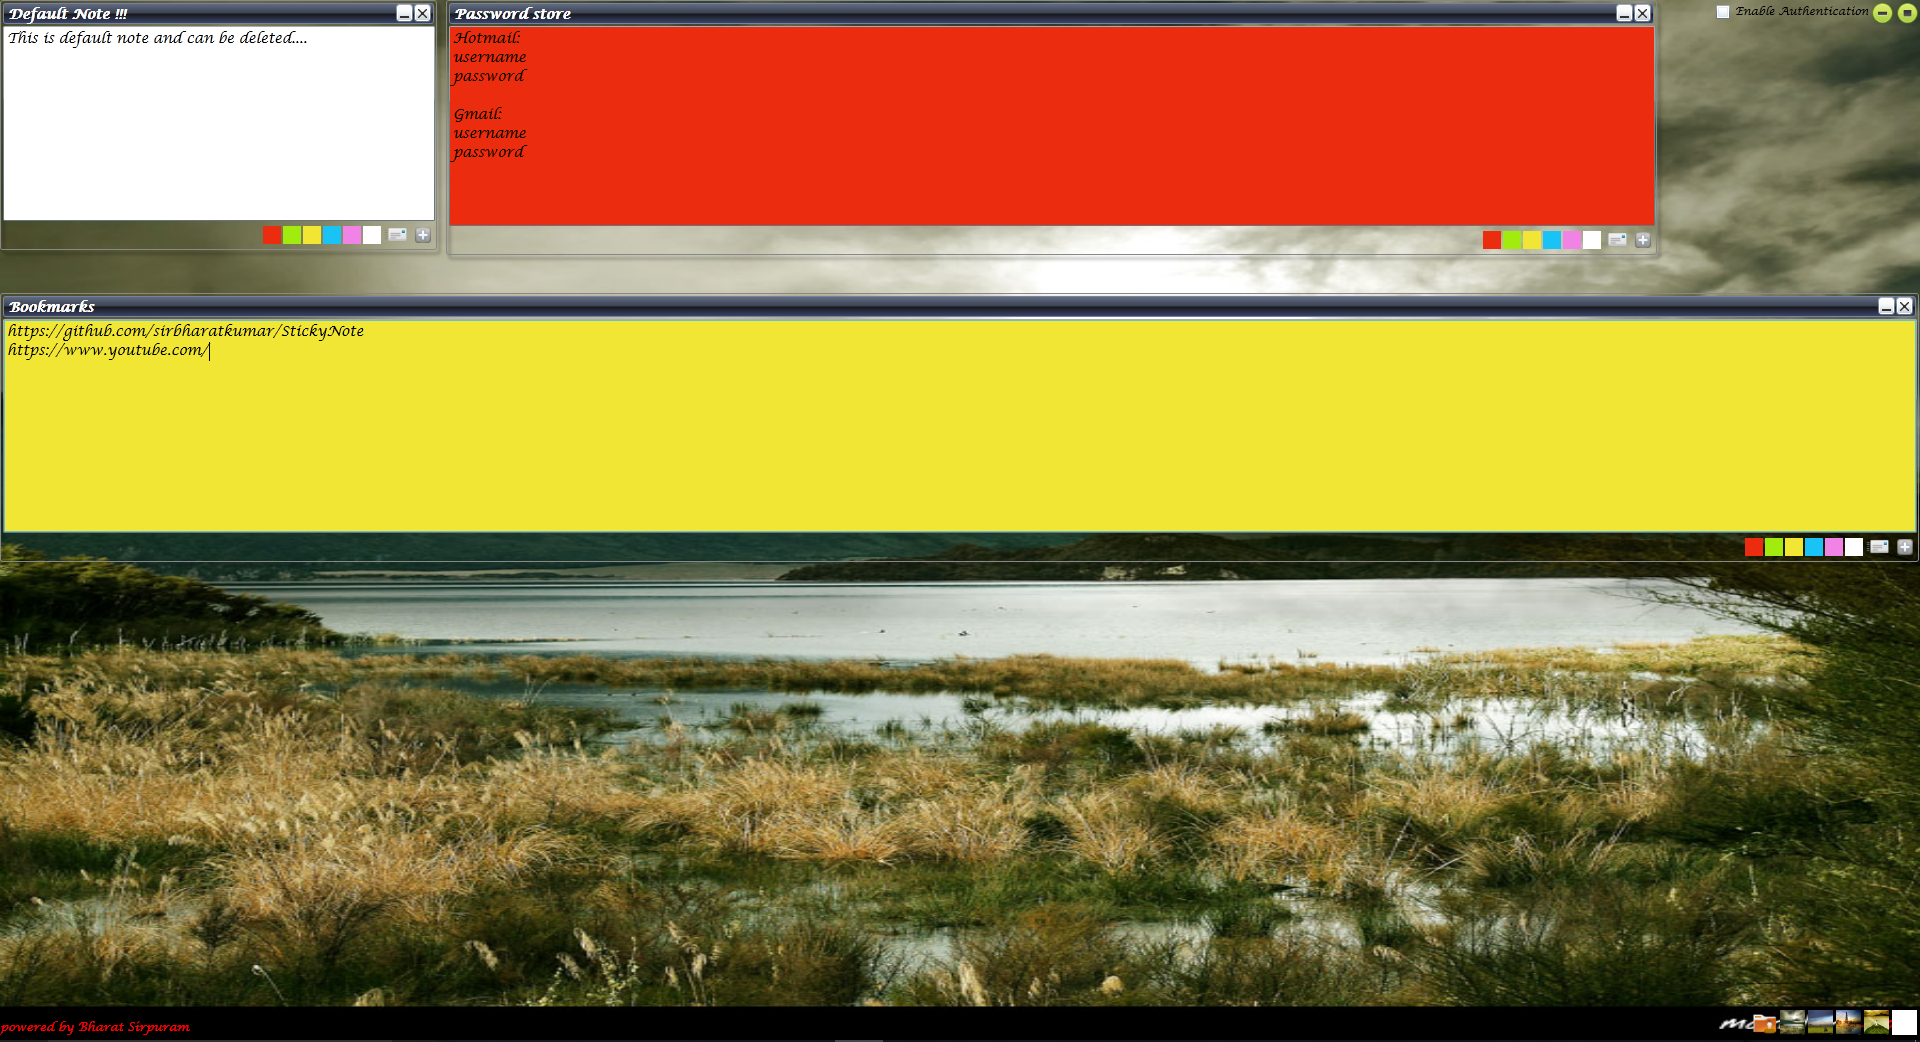 Default Note !!!
This is default note and can be deleted....
Password store
Hotmail:
username
password
Gmail:
username
password
Enable Authentication
Bookmarks
https://github.com/sirbharatkumar/StickyNote
https://www.youtube.com/
powered by Bharat Sirpuram